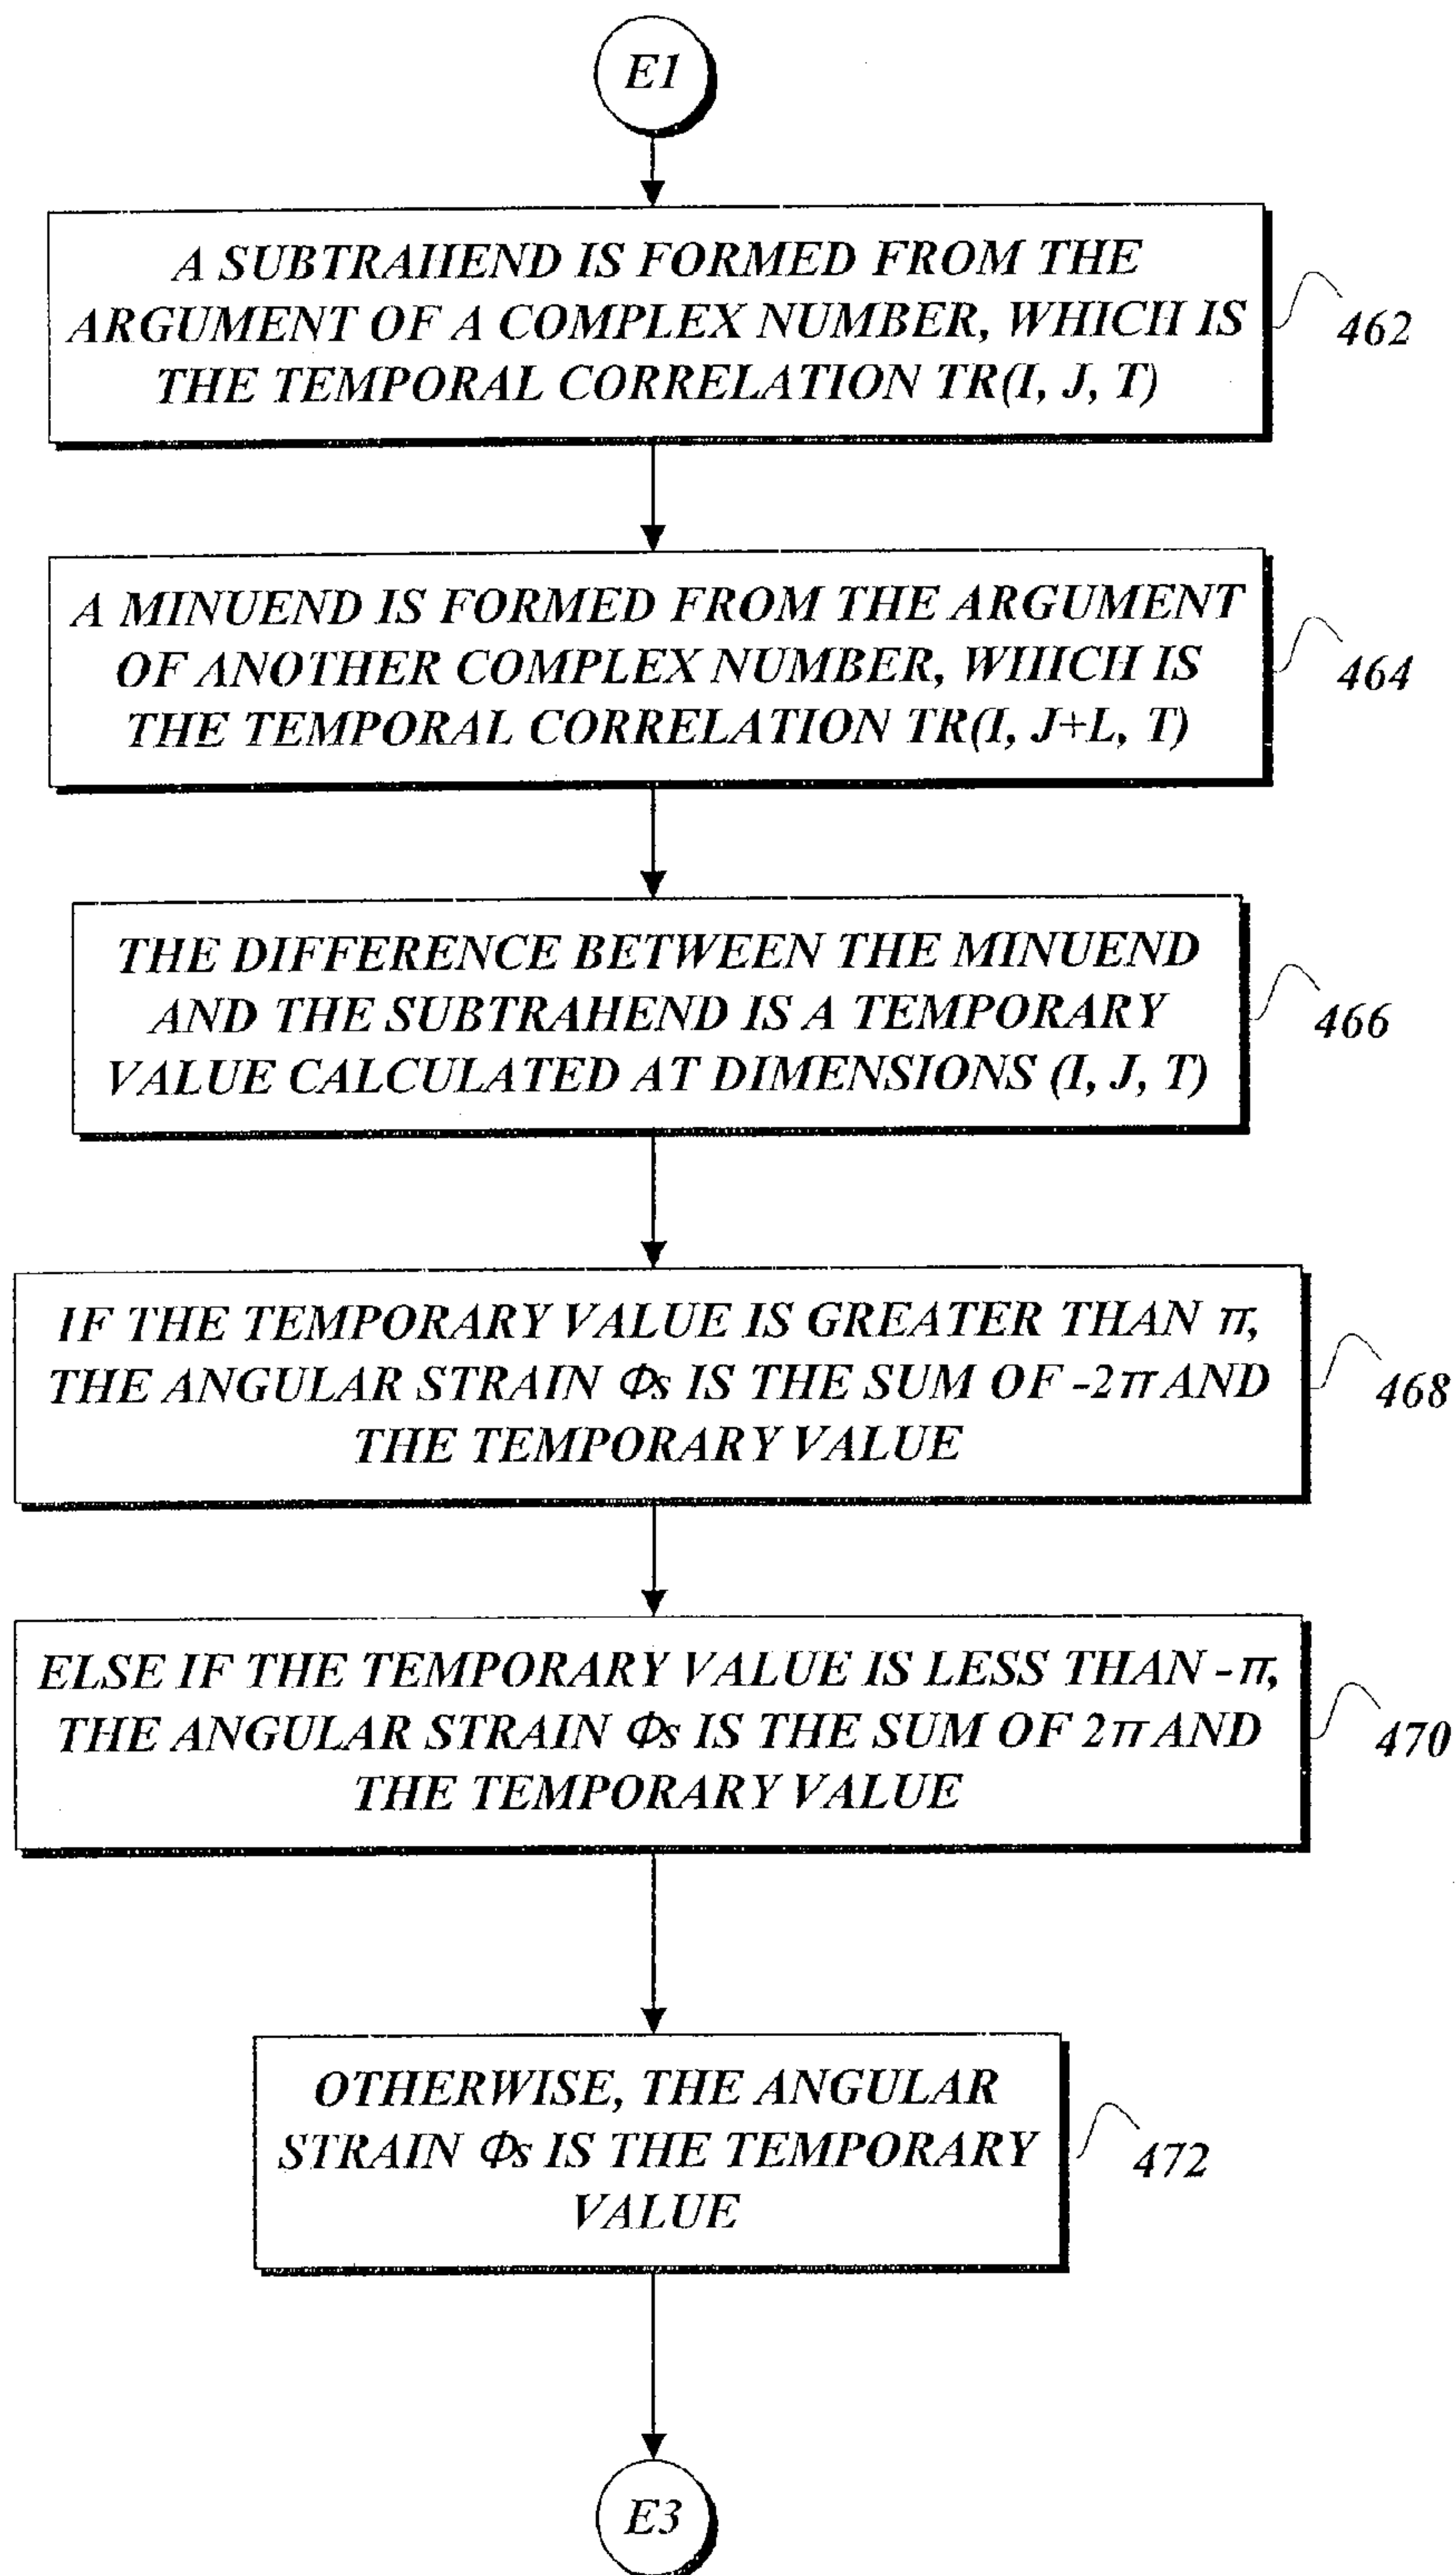 E1
A SUBTRAHEND IS FORMED FROM THE
ARGUMENT OF A COMPLEX NUMBER, WHICH IS
THE TEMPORAL CORRELATION TR(I, J, T)
462
A MINUEND IS FORMED FROM THE ARGUMENT
OF ANOTHER COMPLEX NUMBER, WHICH IS
THE TEMPORAL CORRELATION TR(I, J+L, T)
464
THE DIFFERENCE BETWEEN THE MINUEND
AND THE SUBTRAHEND IS A TEMPORARY
VALUE CALCULATED AT DIMENSIONS (I, J, T)
466
IF THE TEMPORARY VALUE IS GREATER THAN π,
THE ANGULAR STRAIN Φs IS THE SUM OF -2π AND
THE TEMPORARY VALUE
468
ELSE IF THE TEMPORARY VALUE IS LESS THAN -π,
THE ANGULAR STRAIN Φs IS THE SUM OF 2π AND
THE TEMPORARY VALUE
470
OTHERWISE, THE ANGULAR
STRAIN Φs IS THE TEMPORARY
VALUE
472
E3